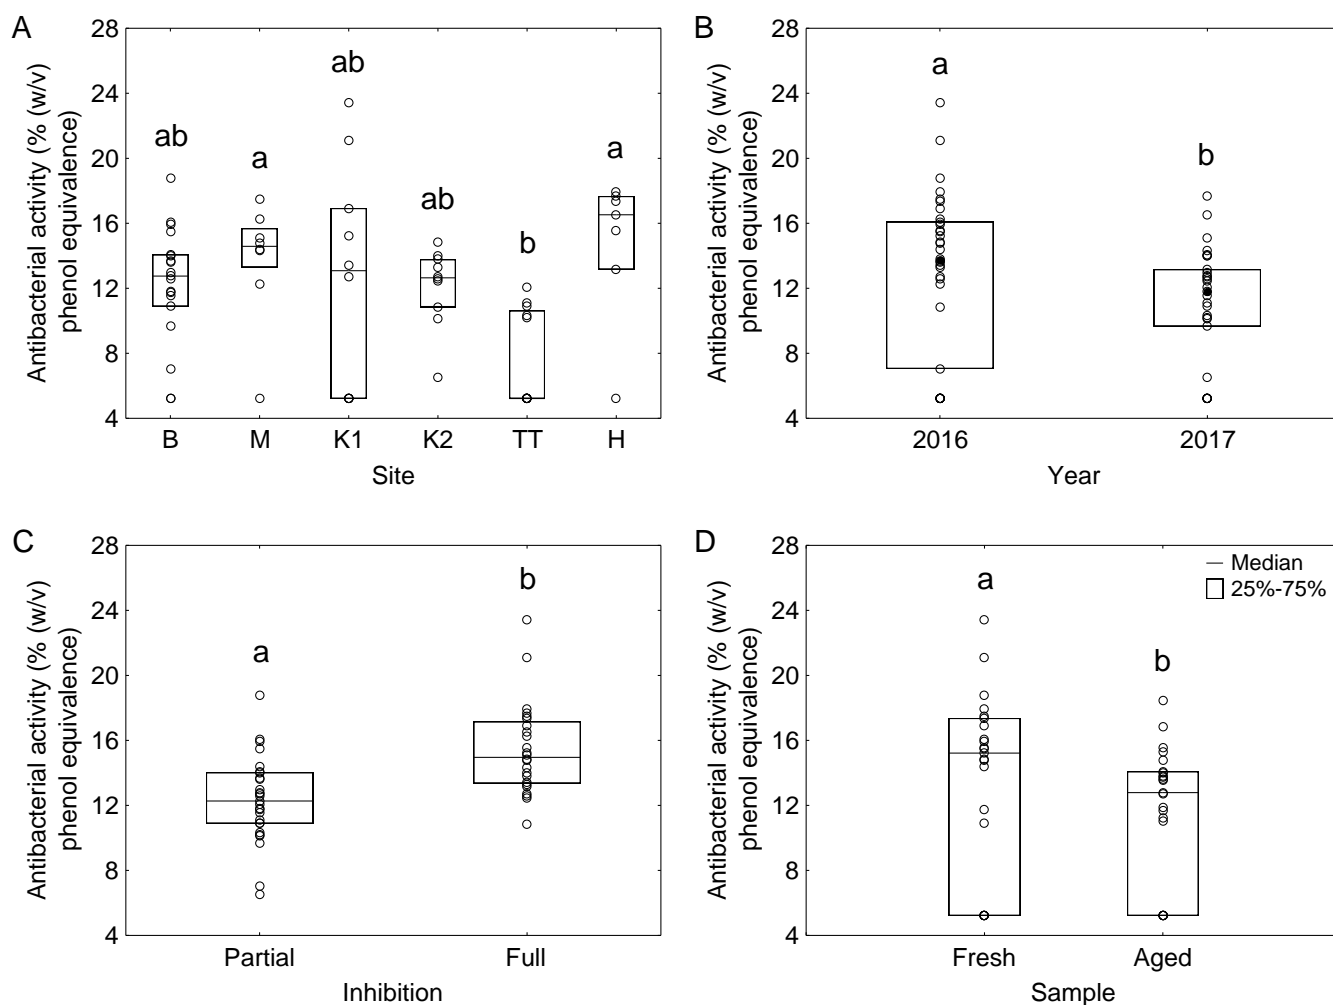 A
Antibacterial activity (% (w/v)
phenol equivalence)
28
24
20
16
12
8
4
ab
a
ab
ab
b
a
B
M
K1
K2
TT
H
Site
B
Antibacterial activity (% (w/v)
phenol equivalence)
28
24
20
16
12
8
4
a
b
2016
2017
Year
C
Antibacterial activity (% (w/v)
phenol equivalence)
28
24
20
16
12
8
4
a
b
Partial
Full
Inhibition
D
Antibacterial activity (% (w/v)
phenol equivalence)
28
24
20
16
12
8
4
a
b
Median
25%-75%
Fresh
Aged
Sample